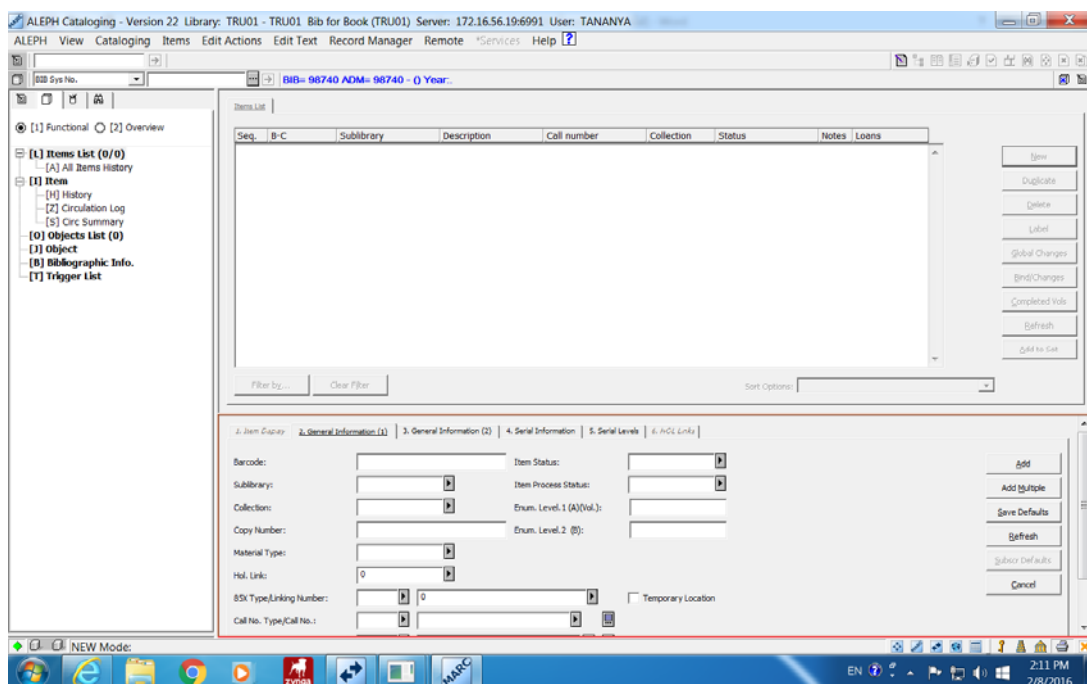 ALEPH Cataloging - Version 22 Library: TRU01 - TRU01 Bib for Book (TRU01) Server: 172.16.56.19:6991 User: TANANYA
ALEPH View Cataloging Items Edit Actions Edit Text Record Manager Remote *Services Help ?
BIB Sys No. BIB= 98740 ADM= 98740 - () Year:.
[1] Functional [2] Overview
[L] Items List (0/0)
[A] All Items History
[I] Item
[H] History
[Z] Circulation Log
[S] Circ Summary
[O] Objects List (0)
[J] Object
[B] Bibliographic Info.
[T] Trigger List
Items List
Seq. B-C Sublibrary Description Call number Collection Status Notes Loans
New
Duplicate
Delete
Label
Global Changes
Bind/Changes
Completed Vols
Refresh
Add to Set
Filter by... Clear Filter Sort Options:
1. Item Display 2. General Information (1) 3. General Information (2) 4. Serial Information 5. Serial Levels 6. HOL Links
Barcode: Item Status:
Sublibrary: Item Process Status:
Collection: Enum. Level.1 (A)(Vol.):
Copy Number: Enum. Level.2 (B):
Material Type:
Hol. Link: 0
85X Type/Linking Number: 0 Temporary Location
Call No. Type/Call No.:
Add
Add Multiple
Save Defaults
Refresh
Subscr Defaults
Cancel
NEW Mode:
zynga
MARC
EN
2:11 PM
2/8/2016